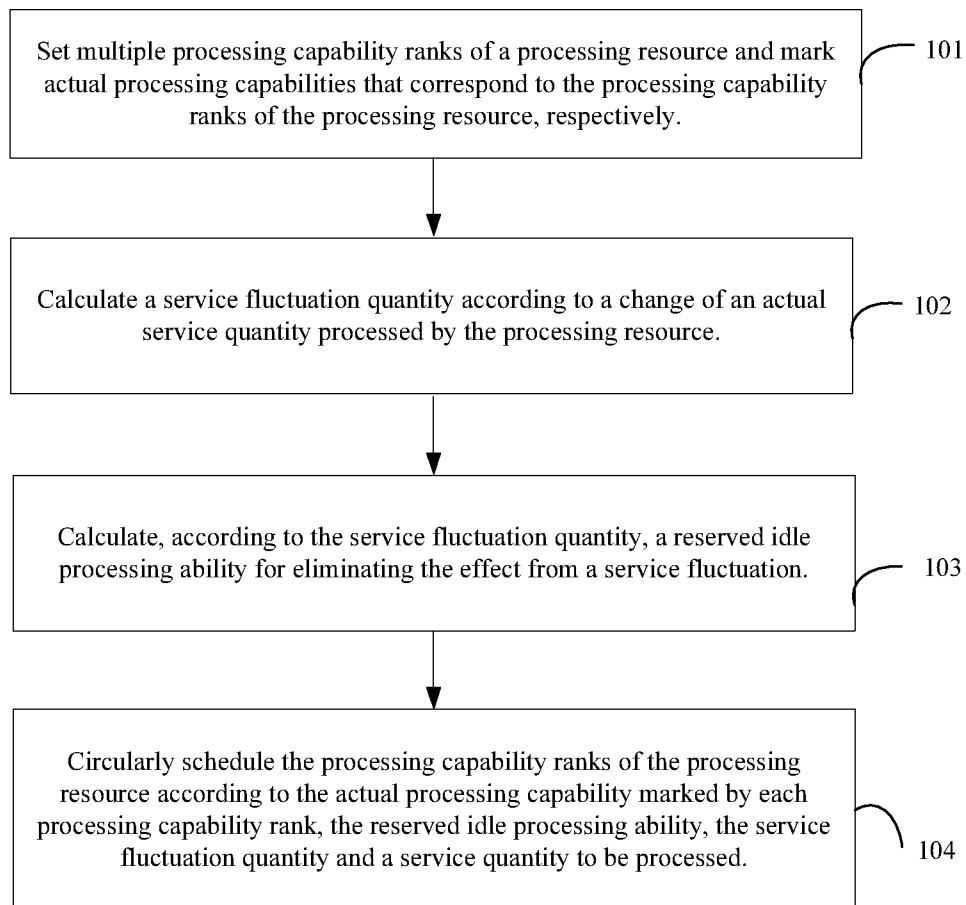 Set multiple processing capability ranks of a processing resource and mark
actual processing capabilities that correspond to the processing capability
ranks of the processing resource, respectively.
101
Calculate a service fluctuation quantity according to a change of an actual
service quantity processed by the processing resource.
102
Calculate, according to the service fluctuation quantity, a reserved idle
processing ability for eliminating the effect from a service fluctuation.
103
Circularly schedule the processing capability ranks of the processing
resource according to the actual processing capability marked by each
processing capability rank, the reserved idle processing ability, the service
fluctuation quantity and a service quantity to be processed.
104